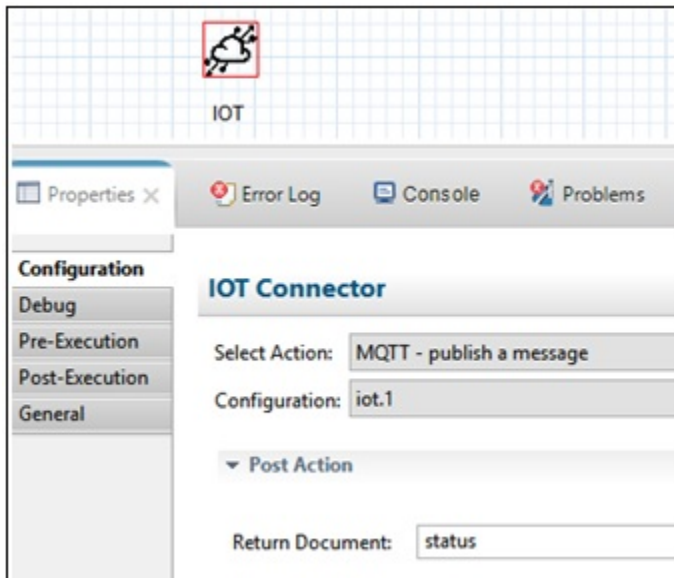 IOT
Properties Error Log Console Problems
Configuration
Debug
Pre-Execution
Post-Execution
General
IOT Connector
Select Action: MQTT - publish a message
Configuration: iot.1
Post Action
Return Document: status